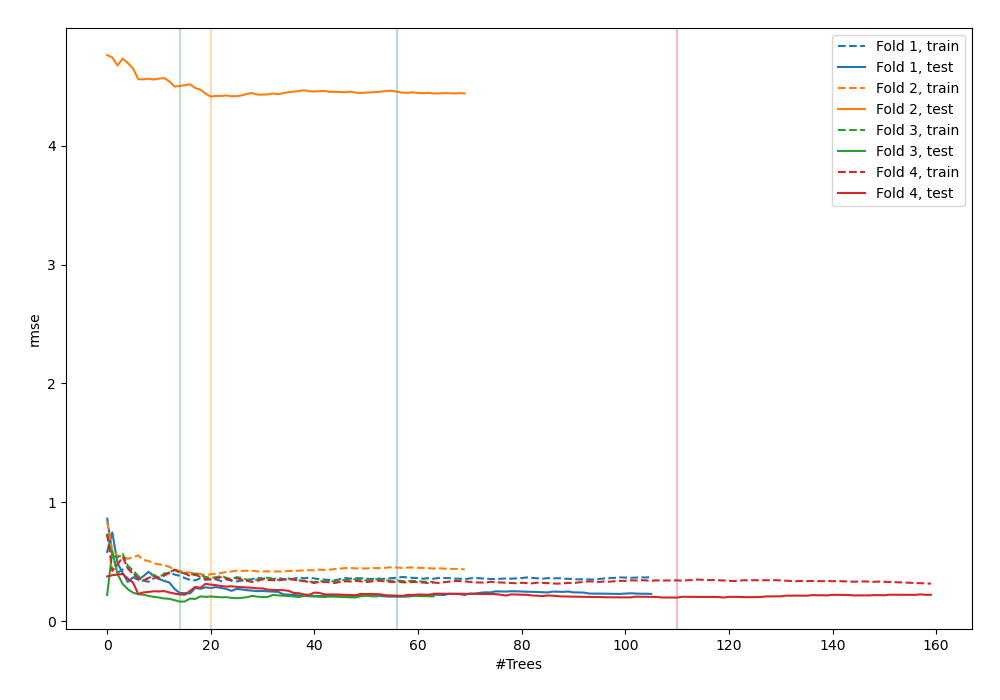 Fold 1, train
Fold 1, test
Fold 2, train
Fold 2, test
Fold 3, train
Fold 3, test
Fold 4, train
Fold 4, test
4
3
2
1
0
rmse
0 20 40 60 80 100 120 140 160
#Trees